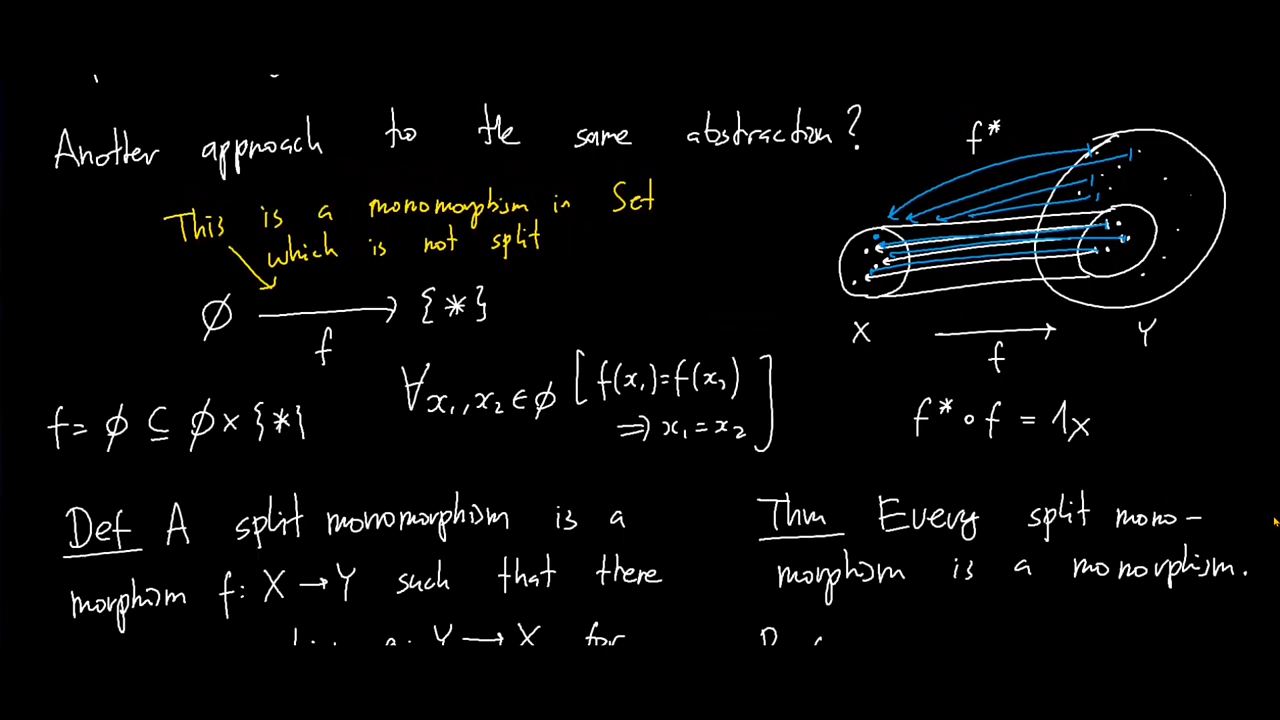 Another approach to the same abstraction?
f*
This is a monomorphism in Set
which is not split
∅ → {*}
f
X → Y
f
f = ∅ ⊆ ∅ × {*}
∀x₁, x₂ ∈ ∅ [f(x₁) = f(x₂)
⇒ x₁ = x₂]
f* ∘ f = 1x
Def A split monomorphism is a
morphism f: X → Y such that there
Y → X for
Thm Every split mono-
morphism is a monorphism.